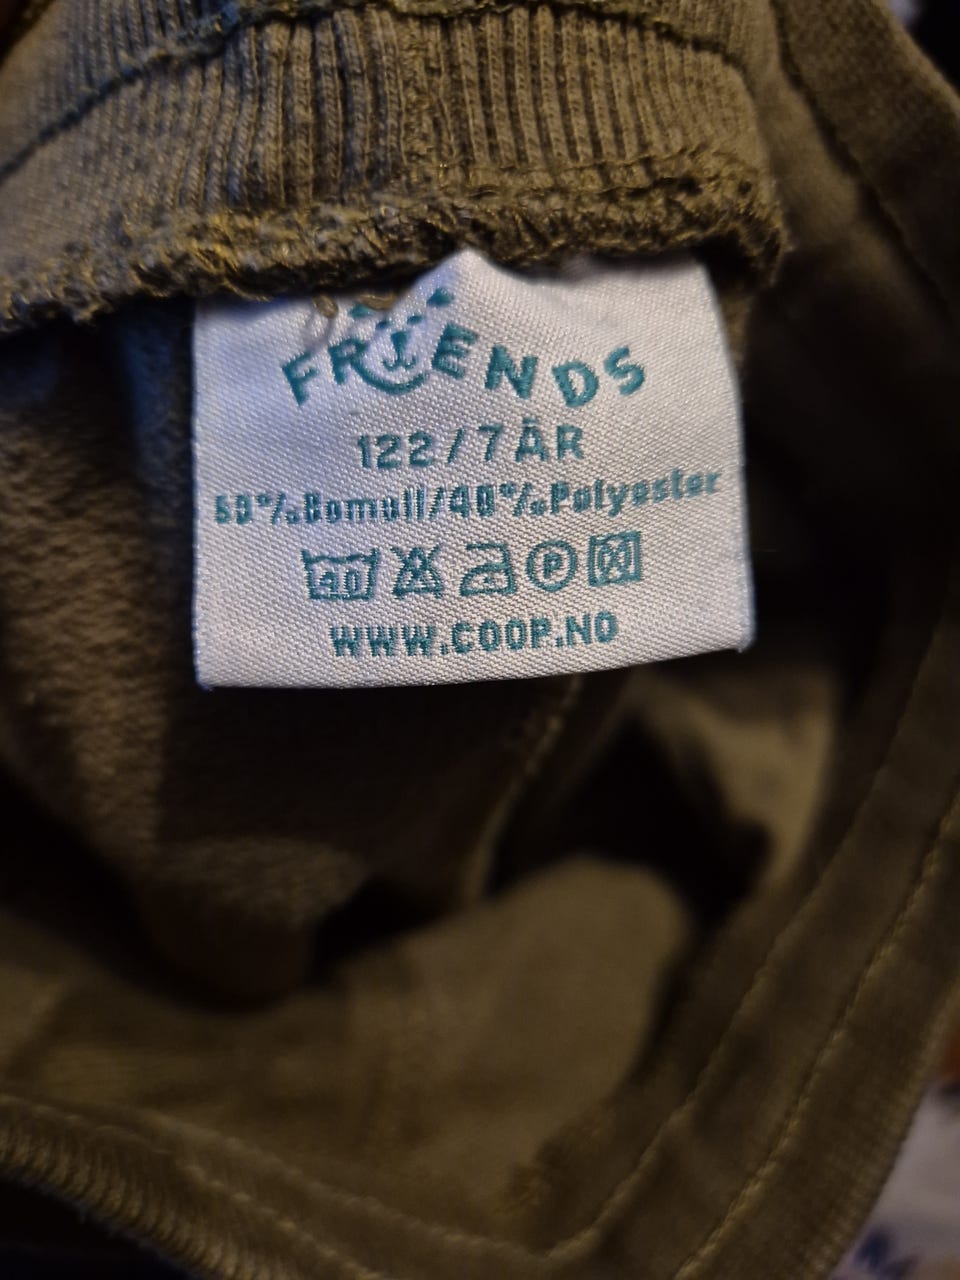 FRIENDS
122/7ÅR
60%Bomull/40%Polyester
40 P
WWW.COOP.NO